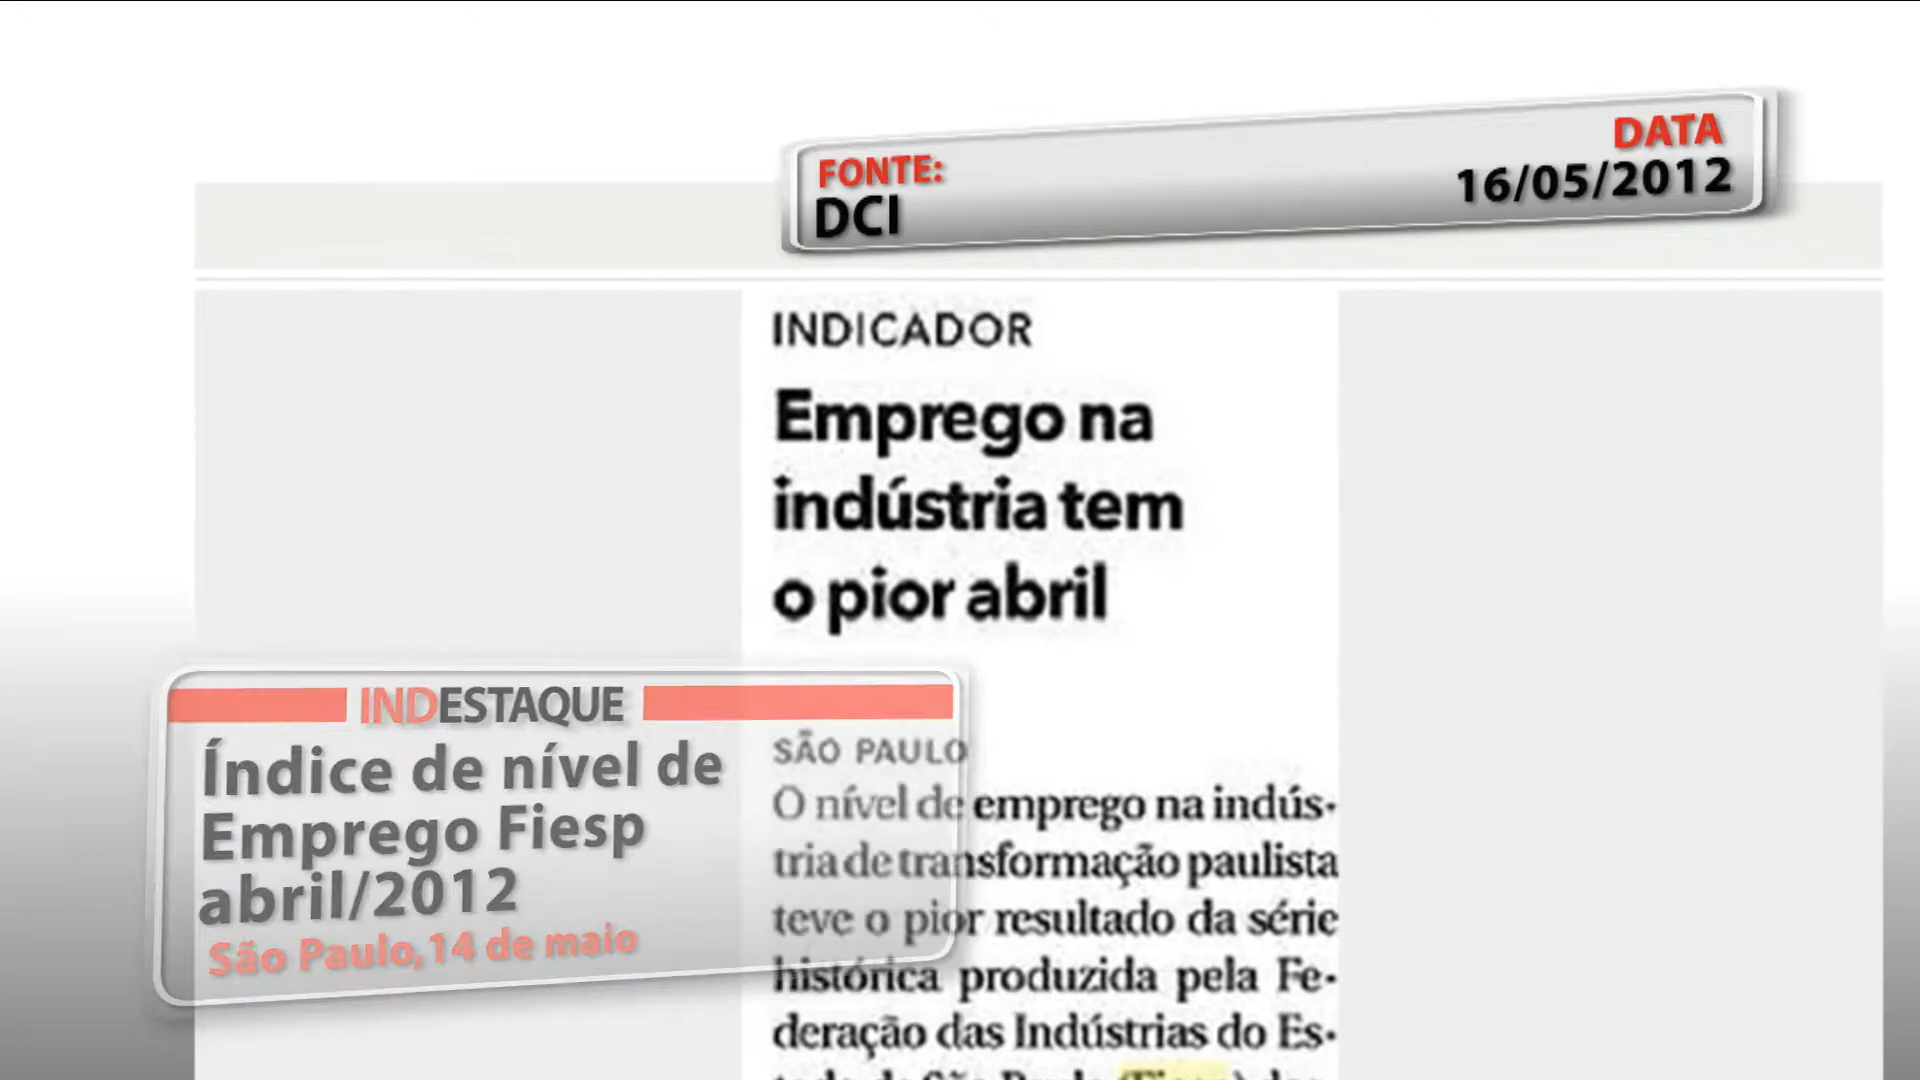 FONTE:
DCI
DATA
16/05/2012
INDICADOR
Emprego na
indústria tem
o pior abril
INDESTAQUE
Índice de nível de
Emprego Fiesp
abril/2012
São Paulo,14 de maio
SÃO PAULO
O nível de emprego na indús-
tria de transformação paulista
teve o pior resultado da série
histórica produzida pela Fe-
deração das Indústrias do Es-